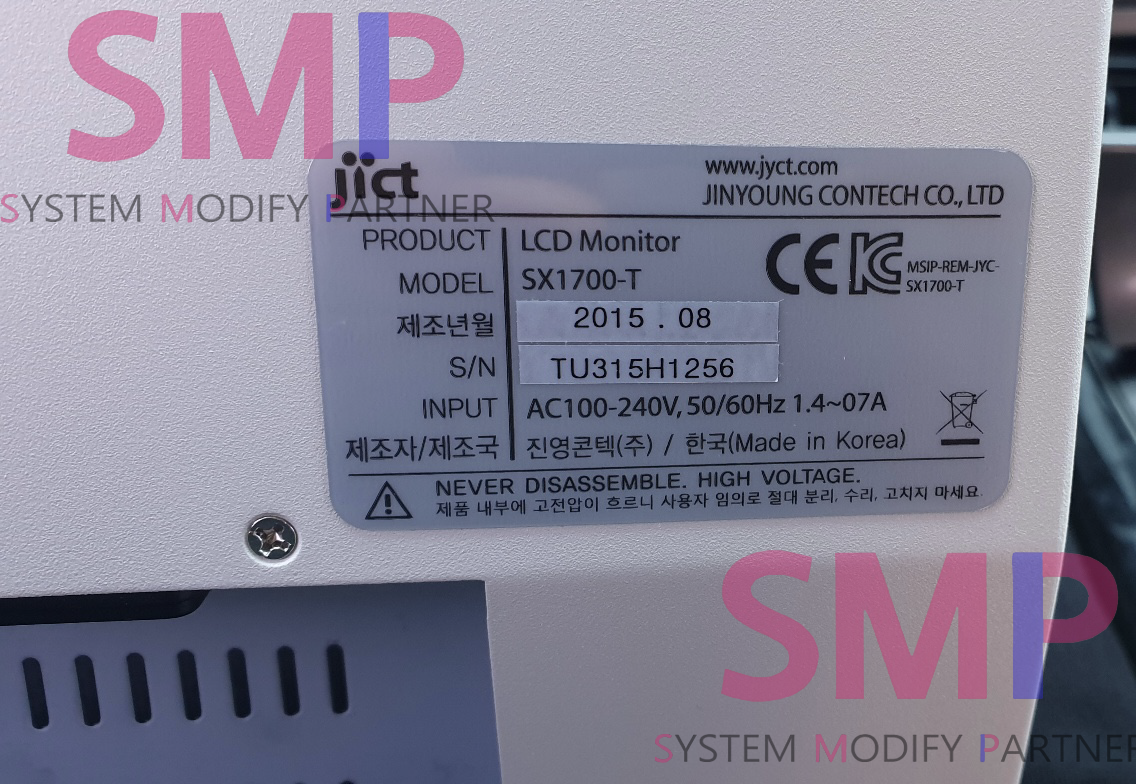 SMP
SYSTEM MODIFY PARTNER
jict
www.jyct.com
JINYOUNG CONTECH CO., LTD
PRODUCT LCD Monitor
MODEL SX1700-T
CE KC MSIP-REM-JYC-
SX1700-T
제조년월 2015 . 08
S/N TU315H1256
INPUT AC100-240V, 50/60Hz 1.4~07A
제조자/제조국 진영콘텍(주) / 한국(Made in Korea)
NEVER DISASSEMBLE. HIGH VOLTAGE.
제품 내부에 고전압이 흐르니 사용자 임의로 절대 분리, 수리, 고치지 마세요.
SMP
SYSTEM MODIFY PARTNER